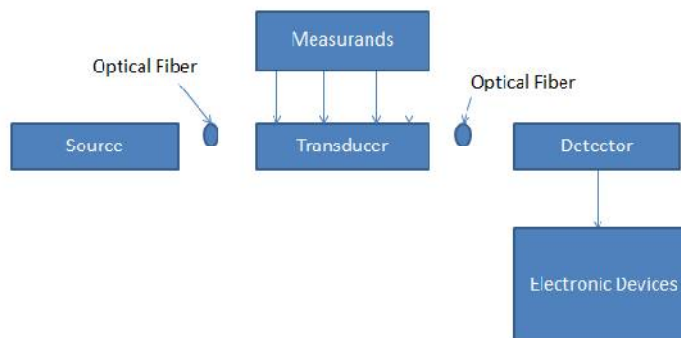 Measurands
Optical Fiber
Optical Fiber
Source
Transducer
Detector
Electronic Devices